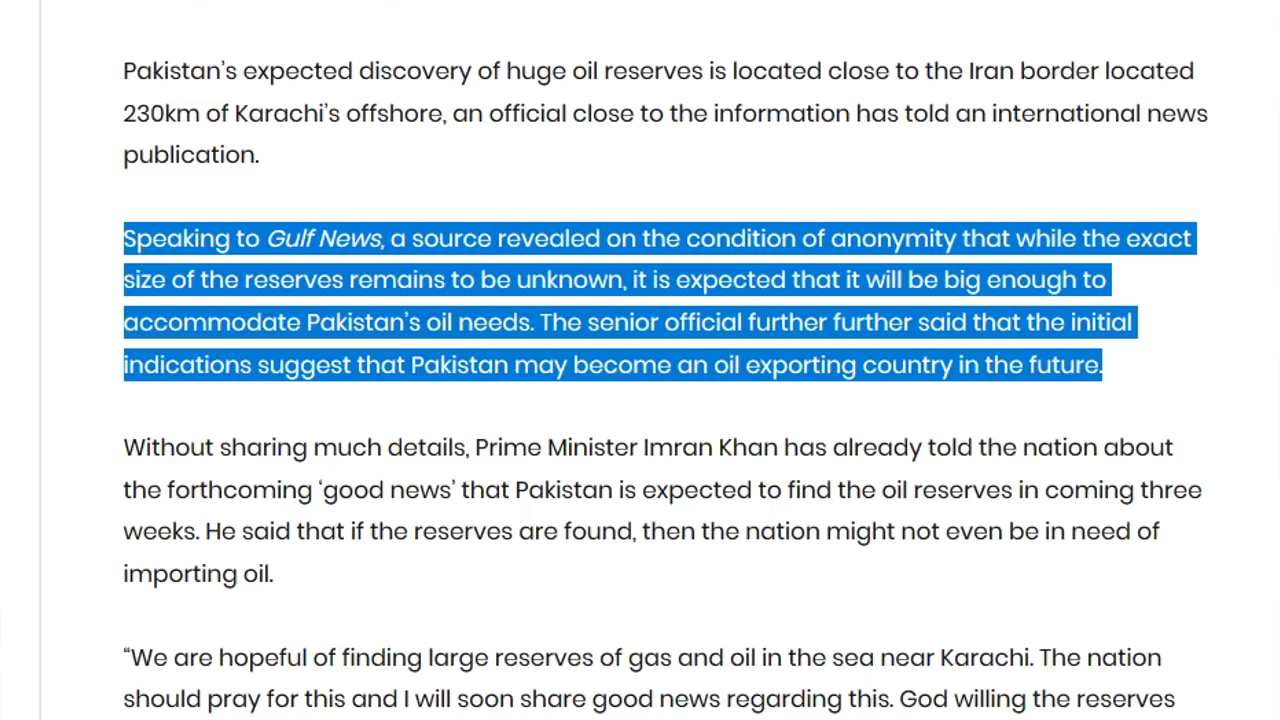 Pakistan’s expected discovery of huge oil reserves is located close to the Iran border located
230km of Karachi’s offshore, an official close to the information has told an international news
publication.
Speaking to Gulf News, a source revealed on the condition of anonymity that while the exact
size of the reserves remains to be unknown, it is expected that it will be big enough to
accommodate Pakistan’s oil needs. The senior official further further said that the initial
indications suggest that Pakistan may become an oil exporting country in the future.
Without sharing much details, Prime Minister Imran Khan has already told the nation about
the forthcoming ‘good news’ that Pakistan is expected to find the oil reserves in coming three
weeks. He said that if the reserves are found, then the nation might not even be in need of
importing oil.
“We are hopeful of finding large reserves of gas and oil in the sea near Karachi. The nation
should pray for this and I will soon share good news regarding this. God willing the reserves